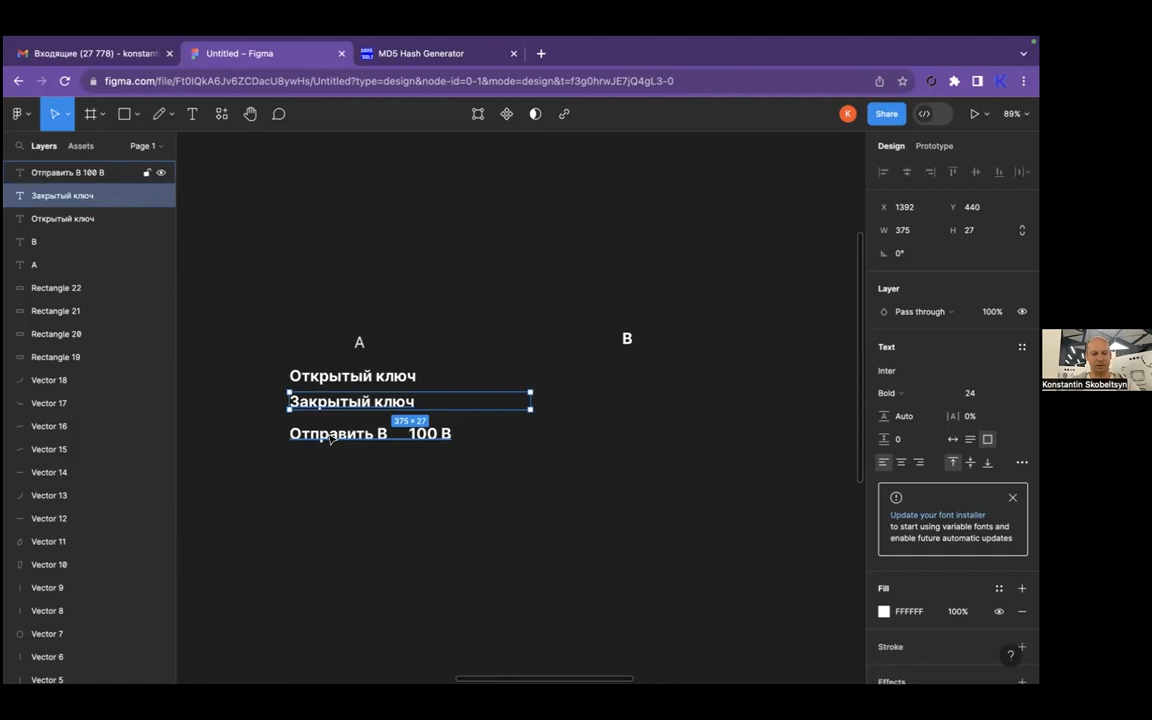 Входящие (27 778) - konstant
Untitled – Figma
MD5 Hash Generator
figma.com/file/Ft0IQkA6Jv6ZCDacU8ywHs/Untitled?type=design&node-id=0-1&mode=design&t=f3g0hrwJE7jQ4gL3-0
K
Share
89%
Layers
Assets
Page 1
Design
Prototype
Отправить В 100 В
Закрытый ключ
Открытый ключ
B
A
Rectangle 22
Rectangle 21
Rectangle 20
Rectangle 19
Vector 18
Vector 17
Vector 16
Vector 15
Vector 14
Vector 13
Vector 12
Vector 11
Vector 10
Vector 9
Vector 8
Vector 7
Vector 6
Vector 5
A
B
Открытый ключ
Закрытый ключ
375 × 27
Отправить В 100 В
X 1392 Y 440
W 375 H 27
0°
Layer
Pass through 100%
Text
Inter
Bold 24
Auto 0%
0
Update your font installer
to start using variable fonts and
enable future automatic updates
Fill
FFFFFF 100%
Stroke
?
Effects
Konstantin Skobeltsyn